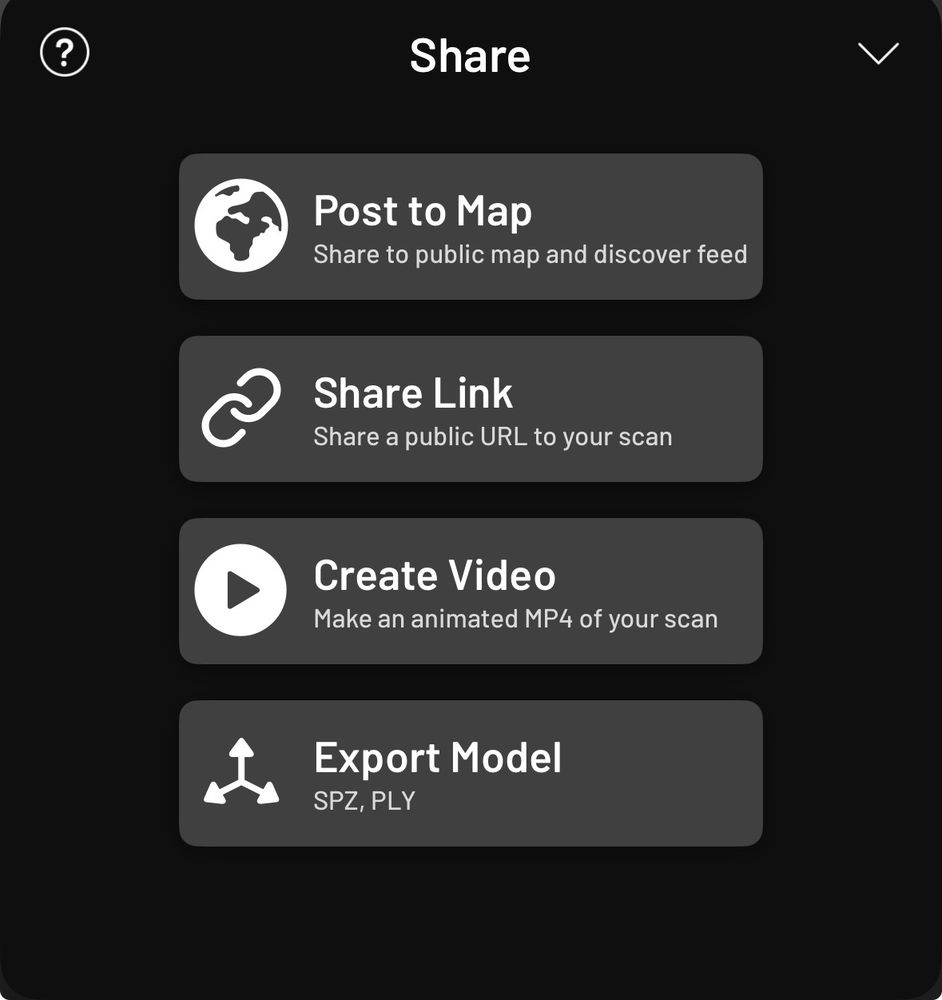 ?
Share
Post to Map
Share to public map and discover feed
Share Link
Share a public URL to your scan
Create Video
Make an animated MP4 of your scan
Export Model
SPZ, PLY